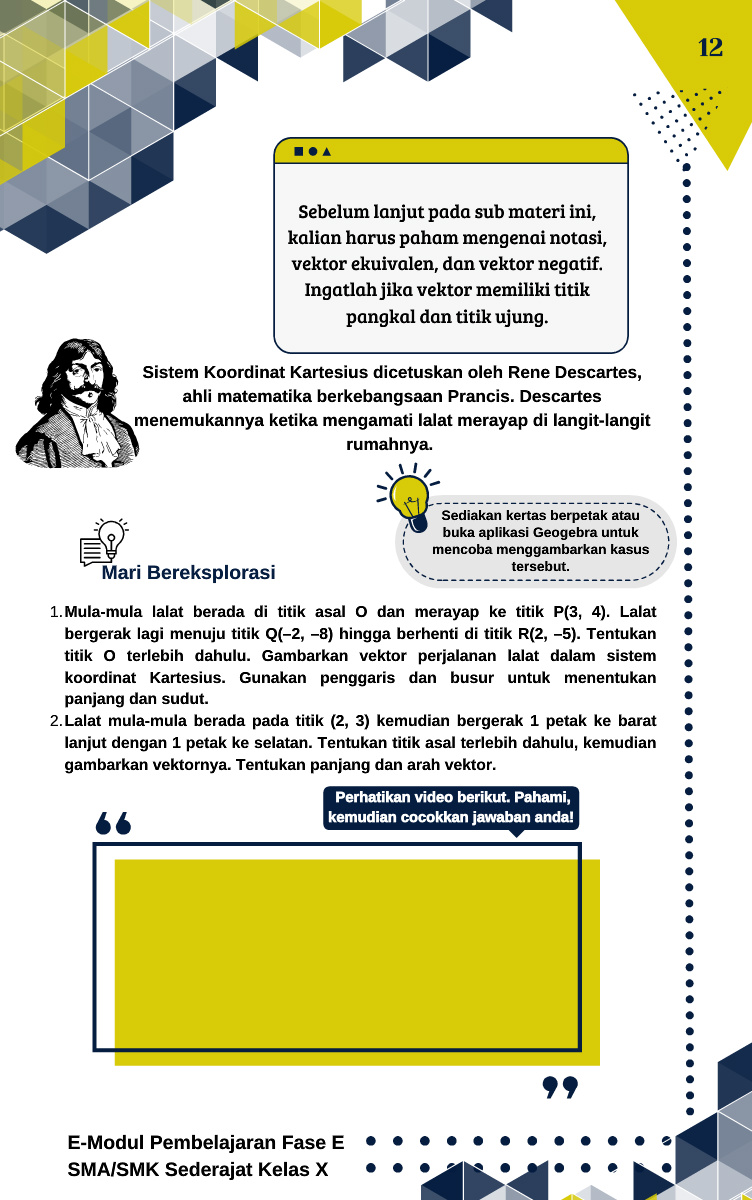 12
Sebelum lanjut pada sub materi ini,
kalian harus paham mengenai notasi,
vektor ekuivalen, dan vektor negatif.
Ingatlah jika vektor memiliki titik
pangkal dan titik ujung.
Sistem Koordinat Kartesius dicetuskan oleh Rene Descartes,
ahli matematika berkebangsaan Prancis. Descartes
menemukannya ketika mengamati lalat merayap di langit-langit
rumahnya.
Sediakan kertas berpetak atau
buka aplikasi Geogebra untuk
mencoba menggambarkan kasus
tersebut.
Mari Bereksplorasi
1. Mula-mula lalat berada di titik asal O dan merayap ke titik P(3, 4). Lalat
bergerak lagi menuju titik Q(–2, –8) hingga berhenti di titik R(2, –5). Tentukan
titik O terlebih dahulu. Gambarkan vektor perjalanan lalat dalam sistem
koordinat Kartesius. Gunakan penggaris dan busur untuk menentukan
panjang dan sudut.
2. Lalat mula-mula berada pada titik (2, 3) kemudian bergerak 1 petak ke barat
lanjut dengan 1 petak ke selatan. Tentukan titik asal terlebih dahulu, kemudian
gambarkan vektornya. Tentukan panjang dan arah vektor.
Perhatikan video berikut. Pahami,
kemudian cocokkan jawaban anda!
E-Modul Pembelajaran Fase E
SMA/SMK Sederajat Kelas X